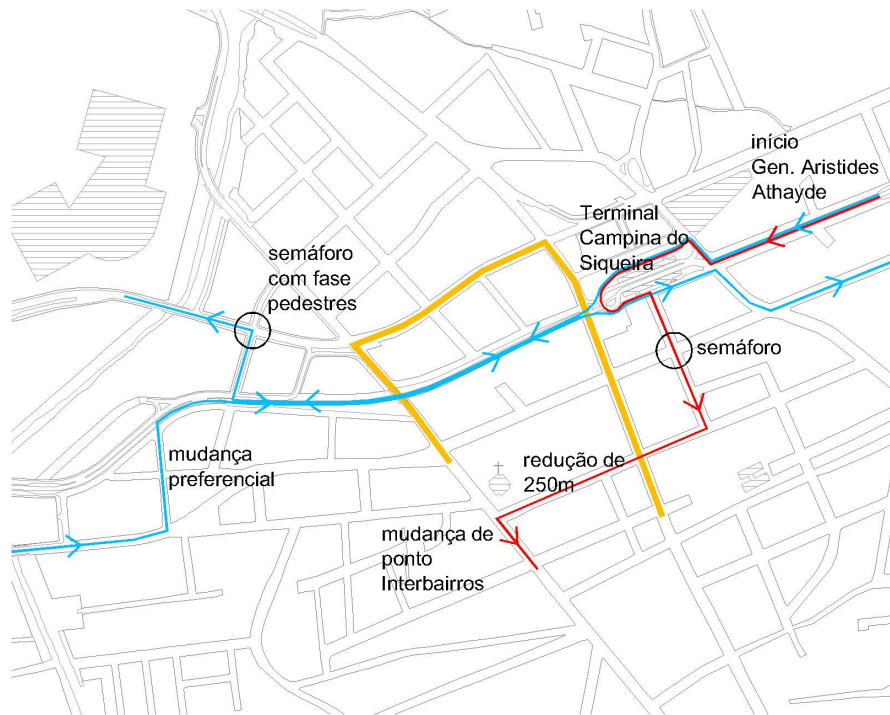 início
Gen. Aristides
Athayde
Terminal
Campina do
Siqueira
semáforo
com fase
pedestres
semáforo
mudança
preferencial
redução de
250m
mudança de
ponto
Interbairros